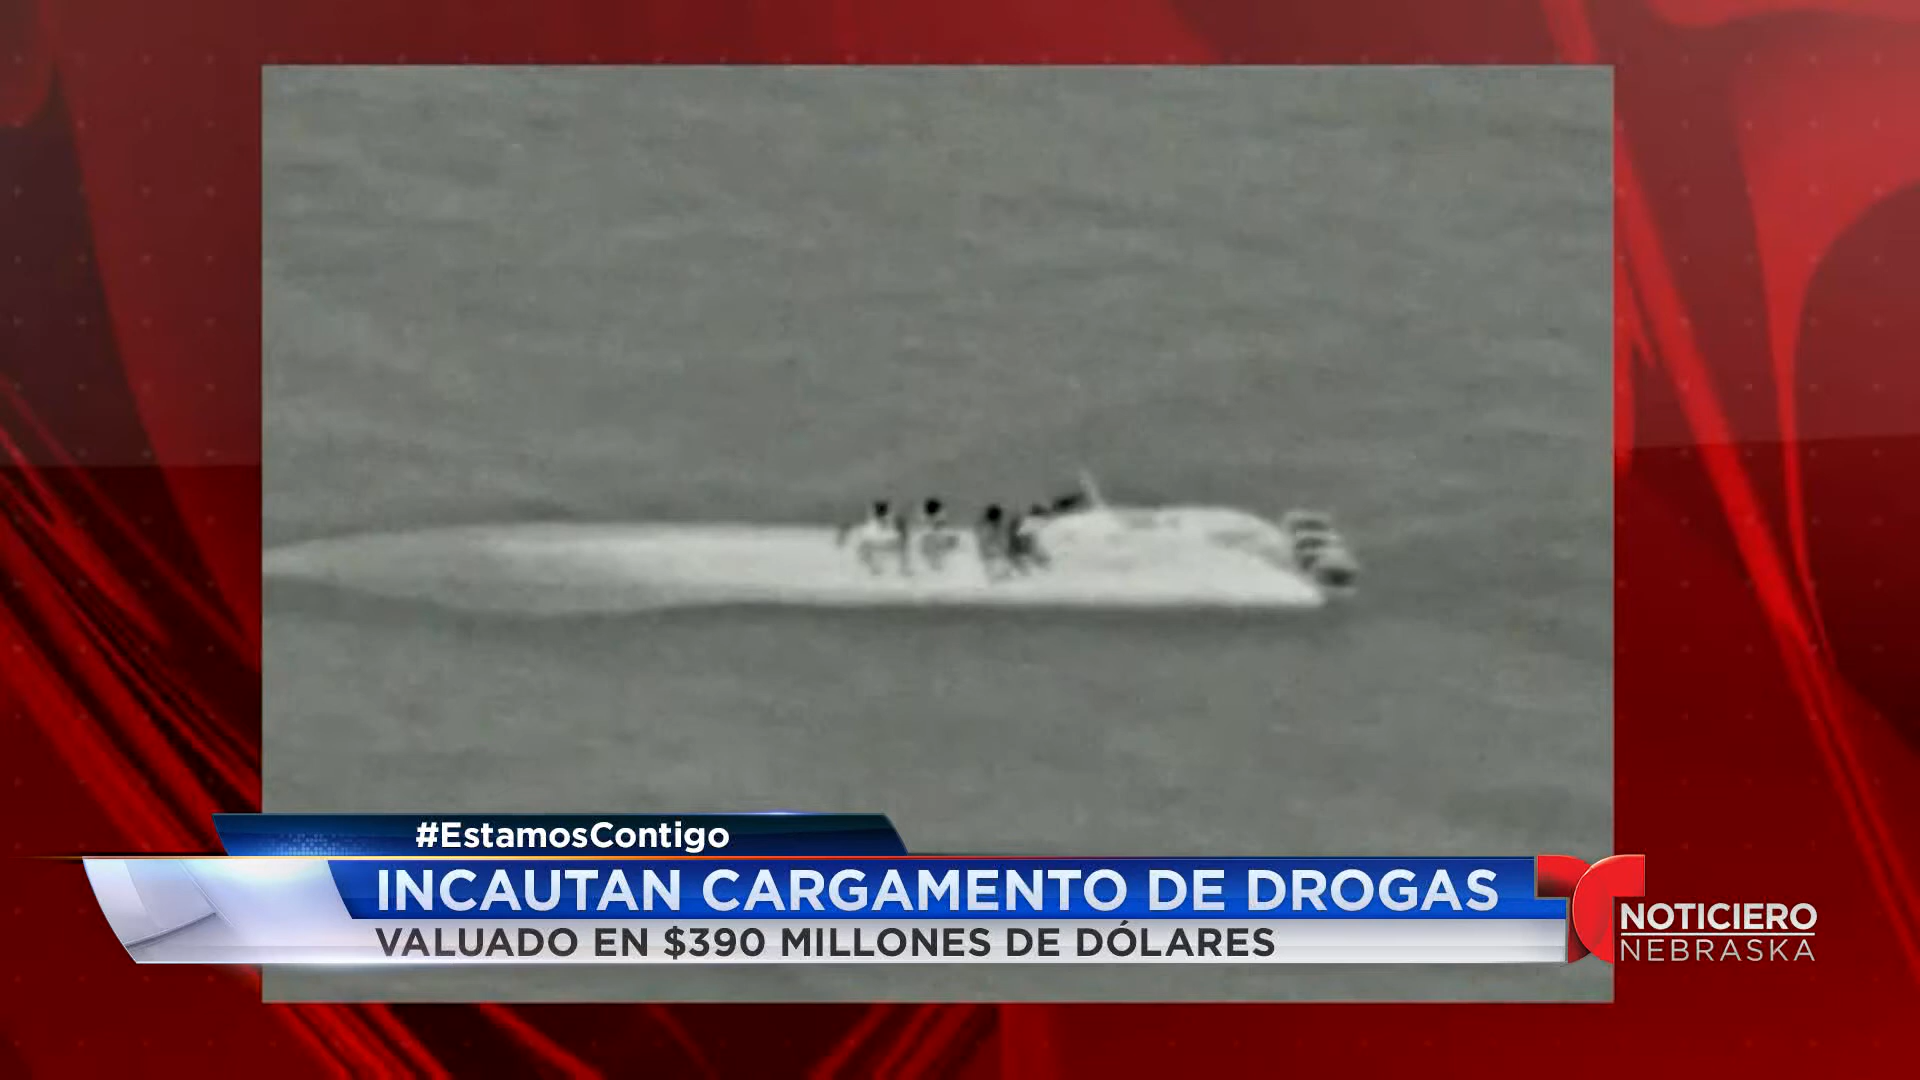 #EstamosContigo
INCAUTAN CARGAMENTO DE DROGAS
VALUADO EN $390 MILLONES DE DÓLARES
NOTICIERO
NEBRASKA